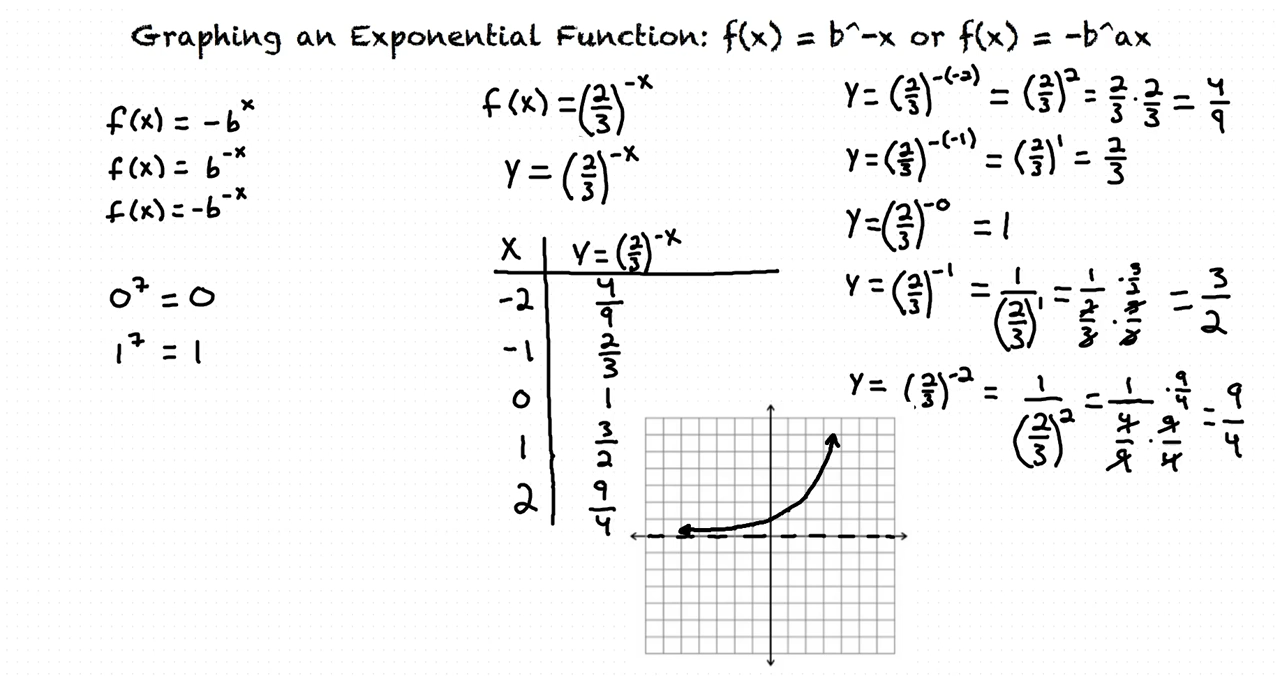 Graphing an Exponential Function: f(x) = b^-x or f(x) = -b^ax
f(x) = -b^x
f(x) = b^-x
f(x) = -b^-x
0^7 = 0
1^7 = 1
f(x) = (2/3)^-x
y = (2/3)^-x
x | y = (2/3)^-x
-2 | 4/9
-1 | 2/3
0 | 1
1 | 3/2
2 | 9/4
y = (2/3)^-(-2) = (2/3)^2 = 2/3 · 2/3 = 4/9
y = (2/3)^-(-1) = (2/3)^1 = 2/3
y = (2/3)^-0 = 1
y = (2/3)^-1 = 1/(2/3)^1 = 1/(2/3) · (3/2)/(3/2) = 3/2
y = (2/3)^-2 = 1/(2/3)^2 = 1/(4/9) · (9/4)/(9/4) = 9/4